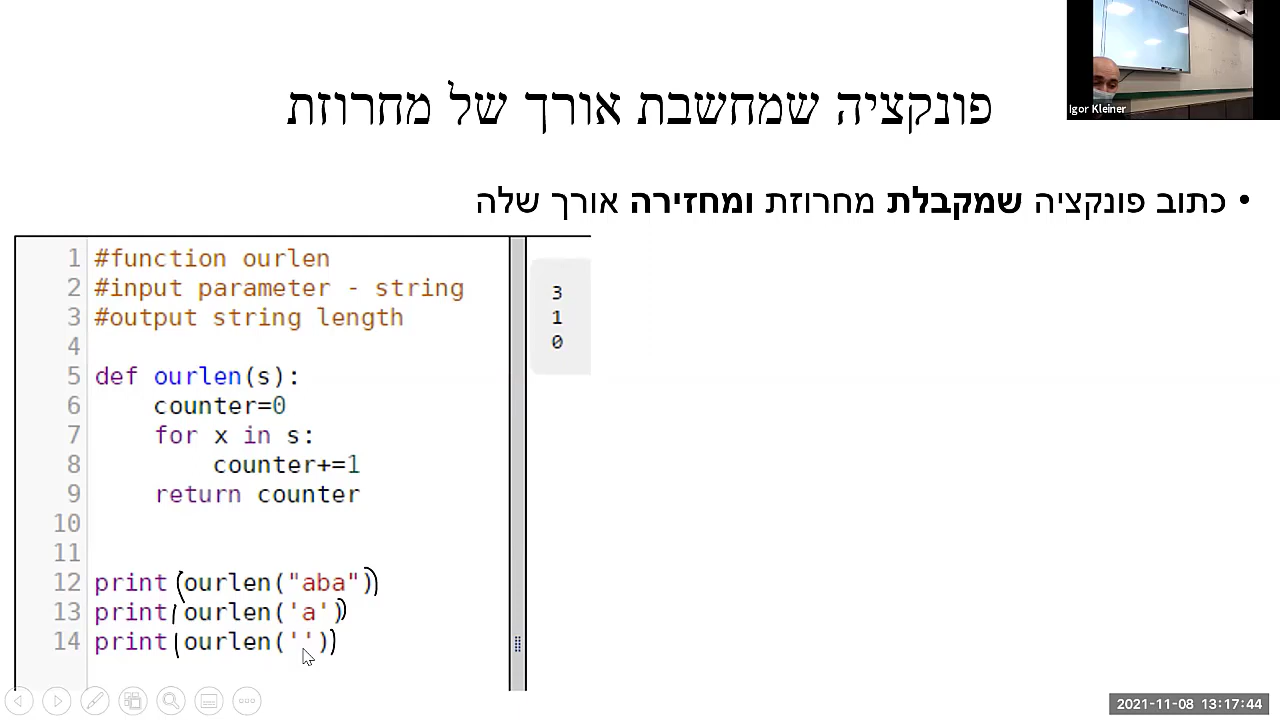 Igor Kleiner
פונקציה שמחשבת אורך של מחרוזת
• כתוב פונקציה שמקבלת מחרוזת ומחזירה אורך שלה
1 #function ourlen
2 #input parameter - string
3 #output string length
4
5 def ourlen(s):
6     counter=0
7     for x in s:
8         counter+=1
9     return counter
10
11
12 print (ourlen("aba"))
13 print (ourlen('a'))
14 print (ourlen(''))
3
1
0
2021-11-08 13:17:44